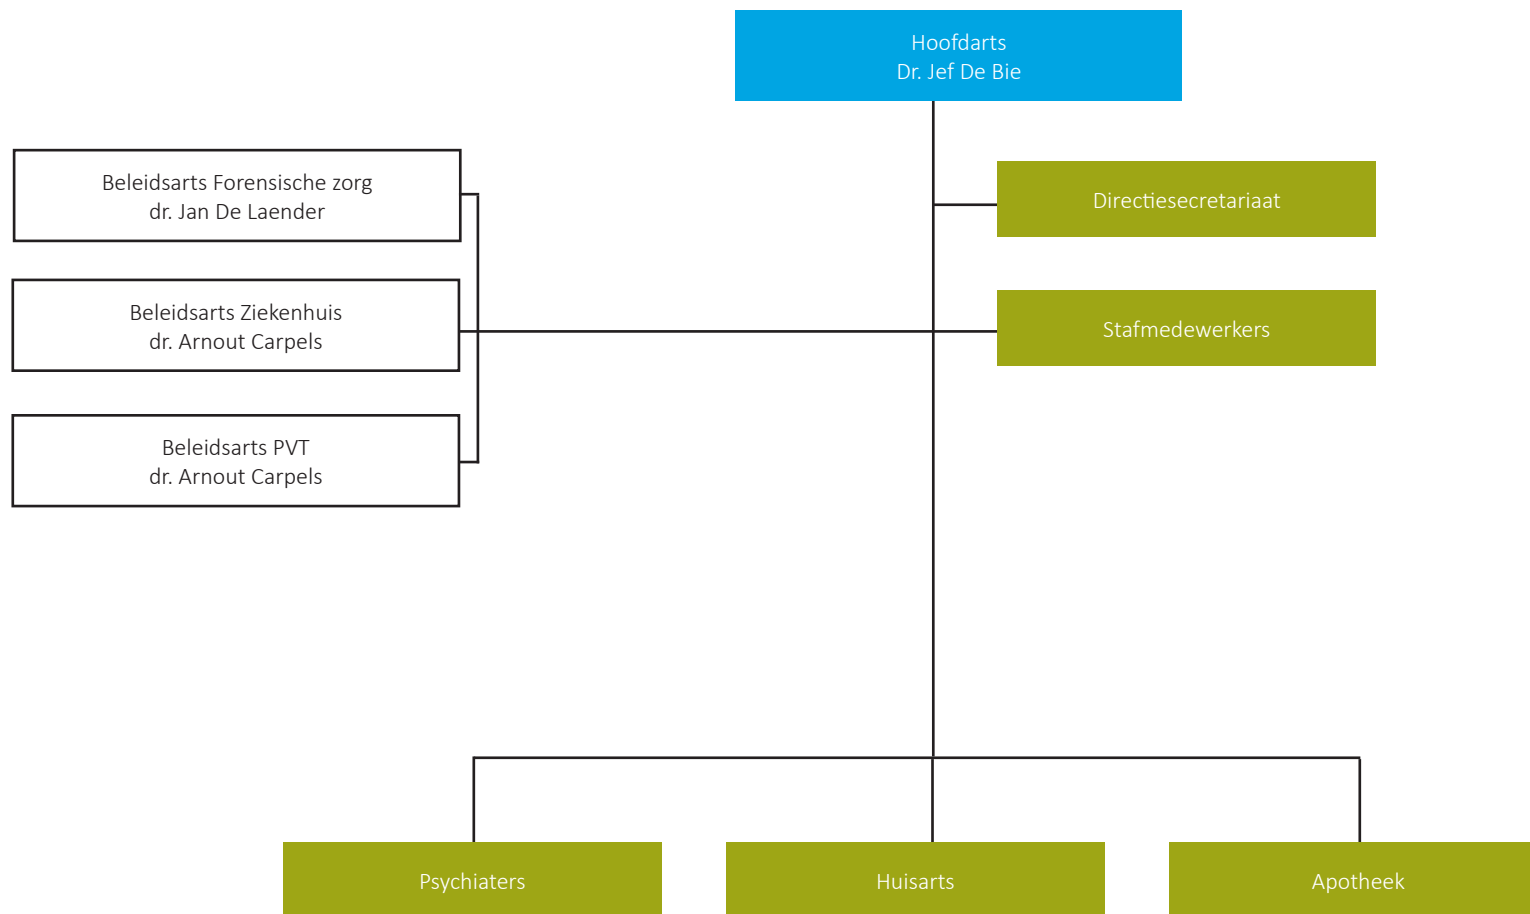 Hoofdarts
Dr. Jef De Bie
Beleidsarts Forensische zorg
dr. Jan De Laender
Directiesecretariaat
Beleidsarts Ziekenhuis
dr. Arnout Carpels
Stafmedewerkers
Beleidsarts PVT
dr. Arnout Carpels
Psychiaters
Huisarts
Apotheek